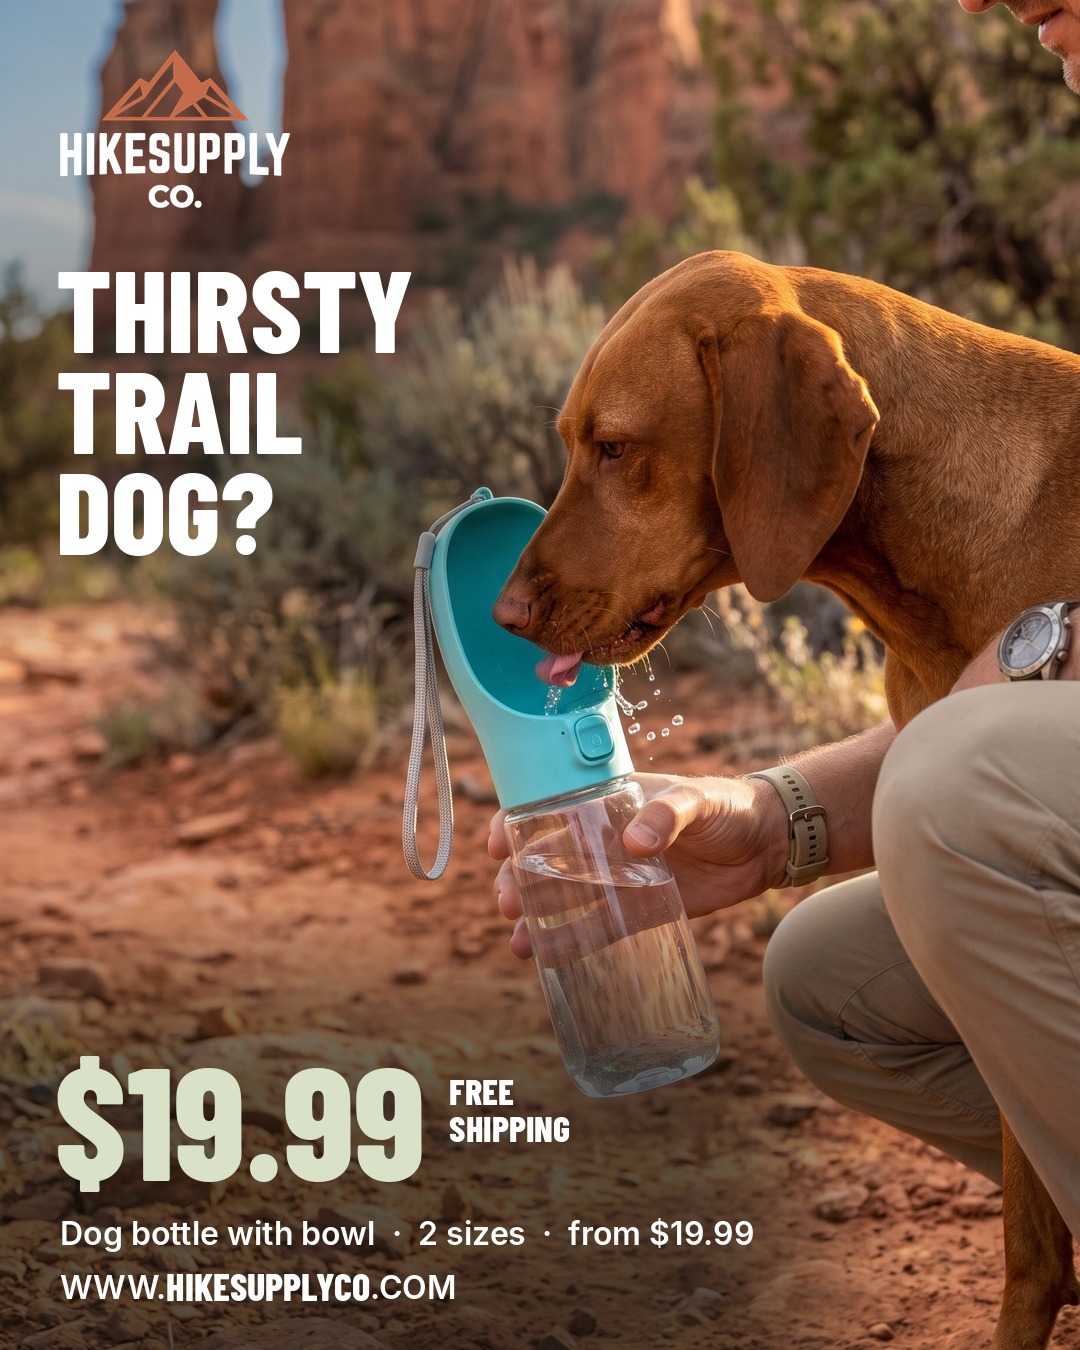 HIKESUPPLY
CO.
THIRSTY
TRAIL
DOG?
$19.99
FREE
SHIPPING
Dog bottle with bowl · 2 sizes · from $19.99
WWW.HIKESUPPLYCO.COM